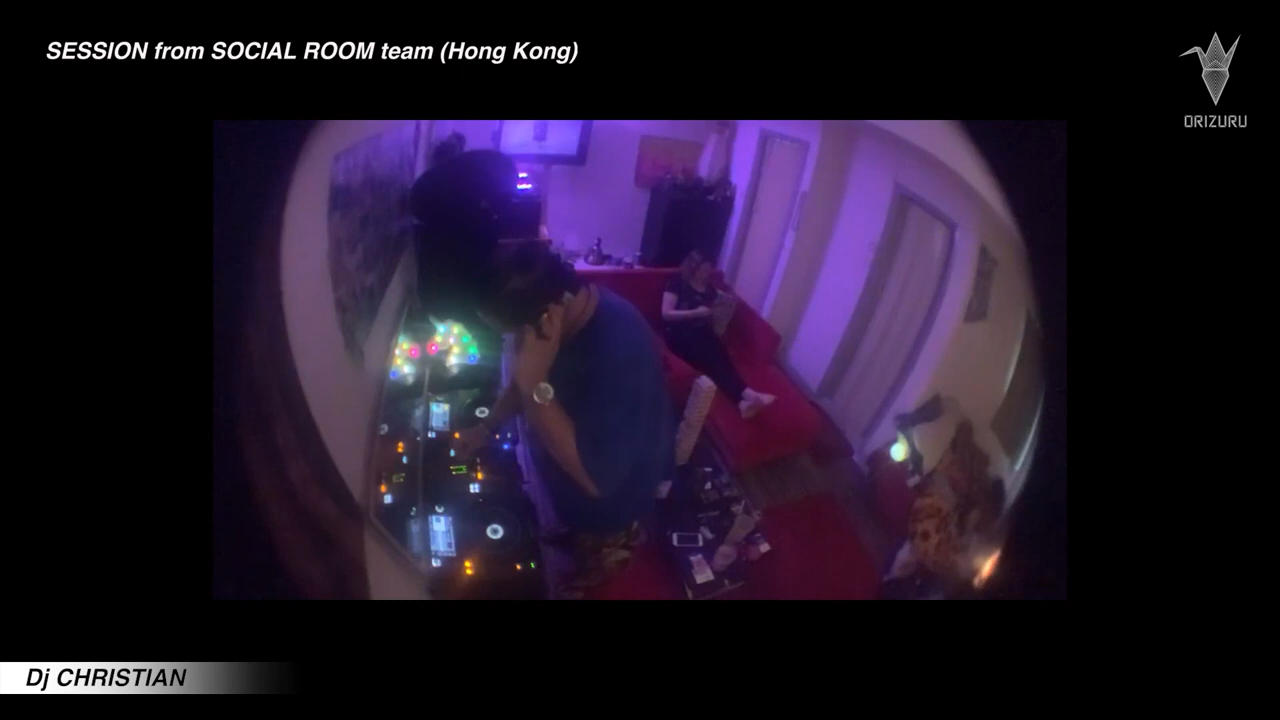 SESSION from SOCIAL ROOM team (Hong Kong)
ORIZURU
Dj CHRISTIAN